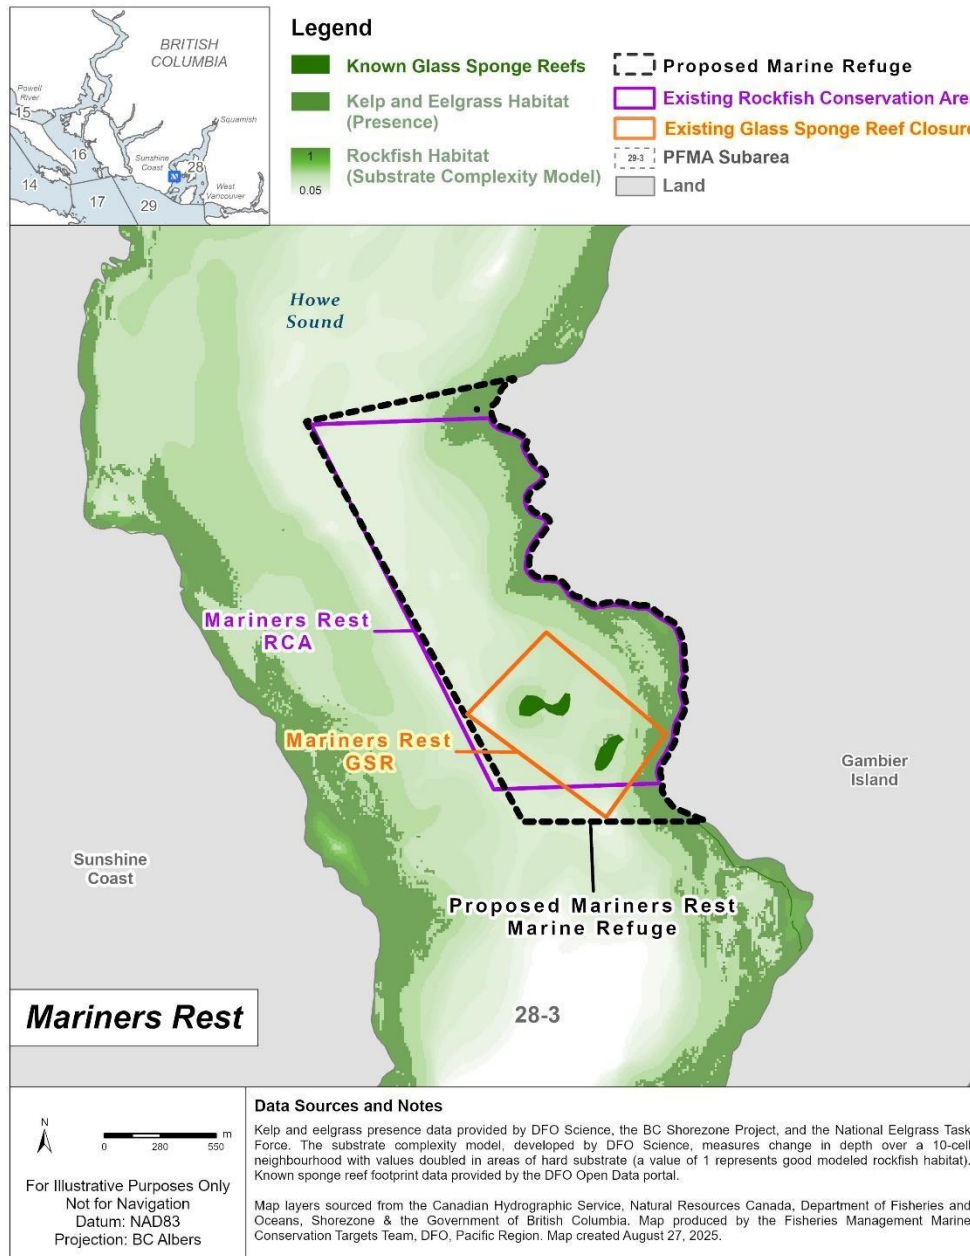 BRITISH
COLUMBIA
Powell
River
15
Squamish
16
Sunshine
Coast
28
14
17
29
West
Vancouver
Legend
Known Glass Sponge Reefs
Kelp and Eelgrass Habitat
(Presence)
1
0.05
Rockfish Habitat
(Substrate Complexity Model)
Proposed Marine Refuge
Existing Rockfish Conservation Area
Existing Glass Sponge Reef Closure
29-3 PFMA Subarea
Land
Howe
Sound
Mariners Rest
RCA
Mariners Rest
GSR
Gambier
Island
Sunshine
Coast
Proposed Mariners Rest
Marine Refuge
28-3
Mariners Rest
N
0 280 550 m
For Illustrative Purposes Only
Not for Navigation
Datum: NAD83
Projection: BC Albers
Data Sources and Notes
Kelp and eelgrass presence data provided by DFO Science, the BC Shorezone Project, and the National Eelgrass Task
Force. The substrate complexity model, developed by DFO Science, measures change in depth over a 10-cell
neighbourhood with values doubled in areas of hard substrate (a value of 1 represents good modeled rockfish habitat).
Known sponge reef footprint data provided by the DFO Open Data portal.
Map layers sourced from the Canadian Hydrographic Service, Natural Resources Canada, Department of Fisheries and
Oceans, Shorezone & the Government of British Columbia. Map produced by the Fisheries Management Marine
Conservation Targets Team, DFO, Pacific Region. Map created August 27, 2025.